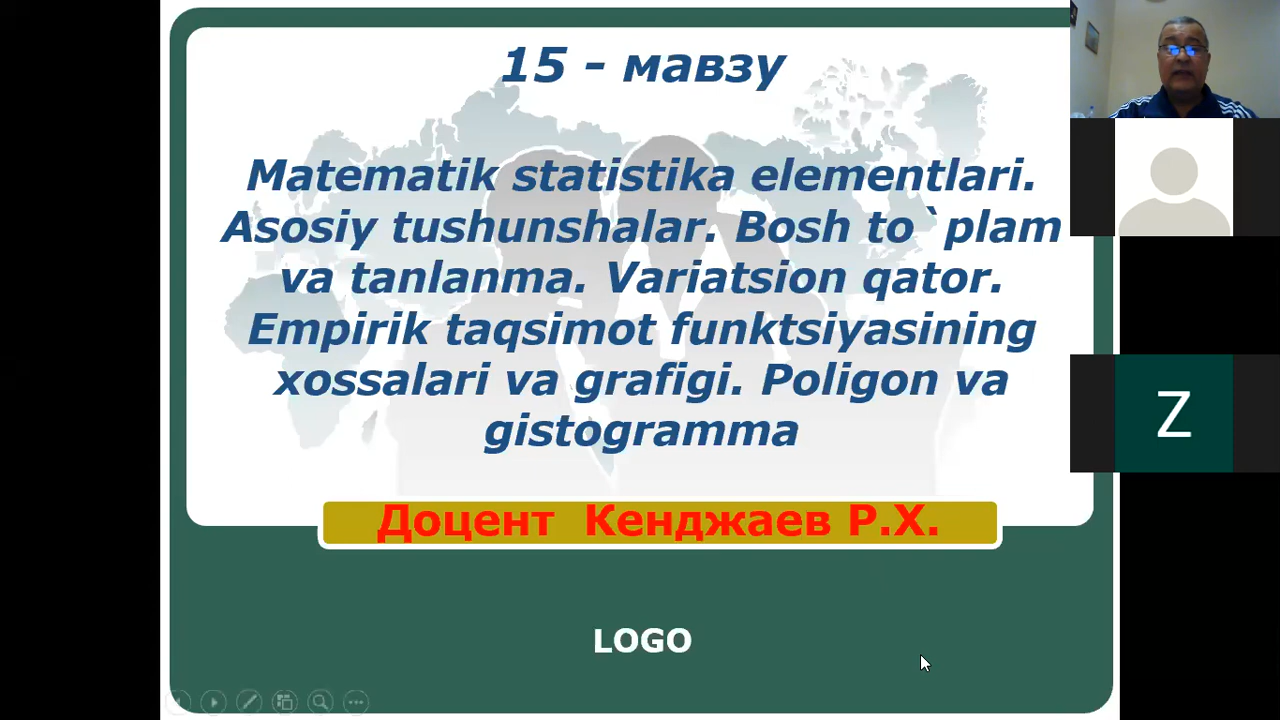 15 - мавзу
Matematik statistika elementlari.
Asosiy tushunshalar. Bosh to`plam
va tanlanma. Variatsion qator.
Empirik taqsimot funktsiyasining
xossalari va grafigi. Poligon va
gistogramma
Доцент Кенджаев Р.Х.
LOGO
Z